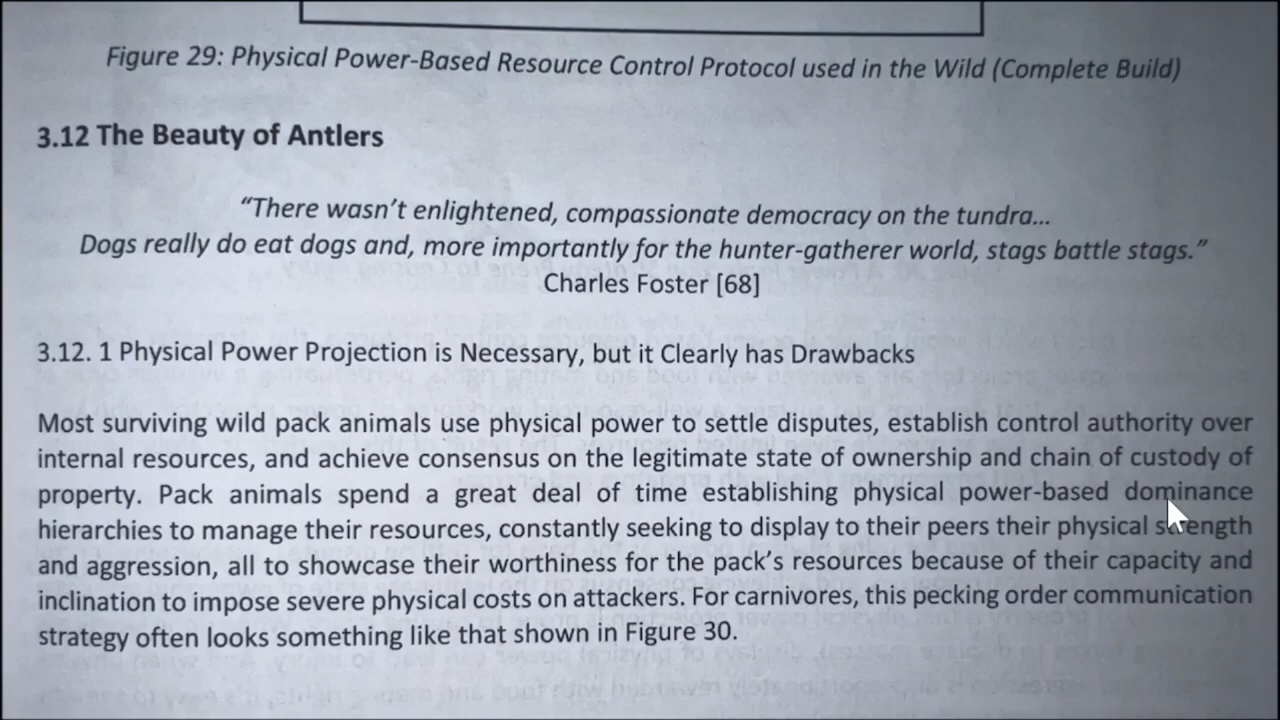 Figure 29: Physical Power-Based Resource Control Protocol used in the Wild (Complete Build)
3.12 The Beauty of Antlers
“There wasn’t enlightened, compassionate democracy on the tundra...
Dogs really do eat dogs and, more importantly for the hunter-gatherer world, stags battle stags.”
Charles Foster [68]
3.12. 1 Physical Power Projection is Necessary, but it Clearly has Drawbacks
Most surviving wild pack animals use physical power to settle disputes, establish control authority over
internal resources, and achieve consensus on the legitimate state of ownership and chain of custody of
property. Pack animals spend a great deal of time establishing physical power-based dominance
hierarchies to manage their resources, constantly seeking to display to their peers their physical strength
and aggression, all to showcase their worthiness for the pack’s resources because of their capacity and
inclination to impose severe physical costs on attackers. For carnivores, this pecking order communication
strategy often looks something like that shown in Figure 30.